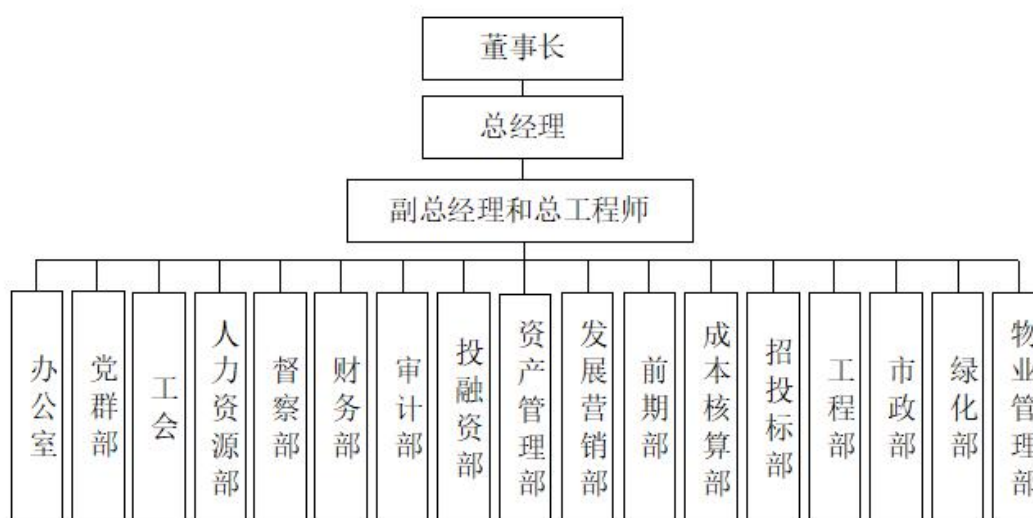 董事长
总经理
副总经理和总工程师
办公室
党群部
工会
人力资源部
督察部
财务部
审计部
投融资部
资产管理部
发展营销部
前期部
成本核算部
招投标部
工程部
市政部
绿化部
物业管理部